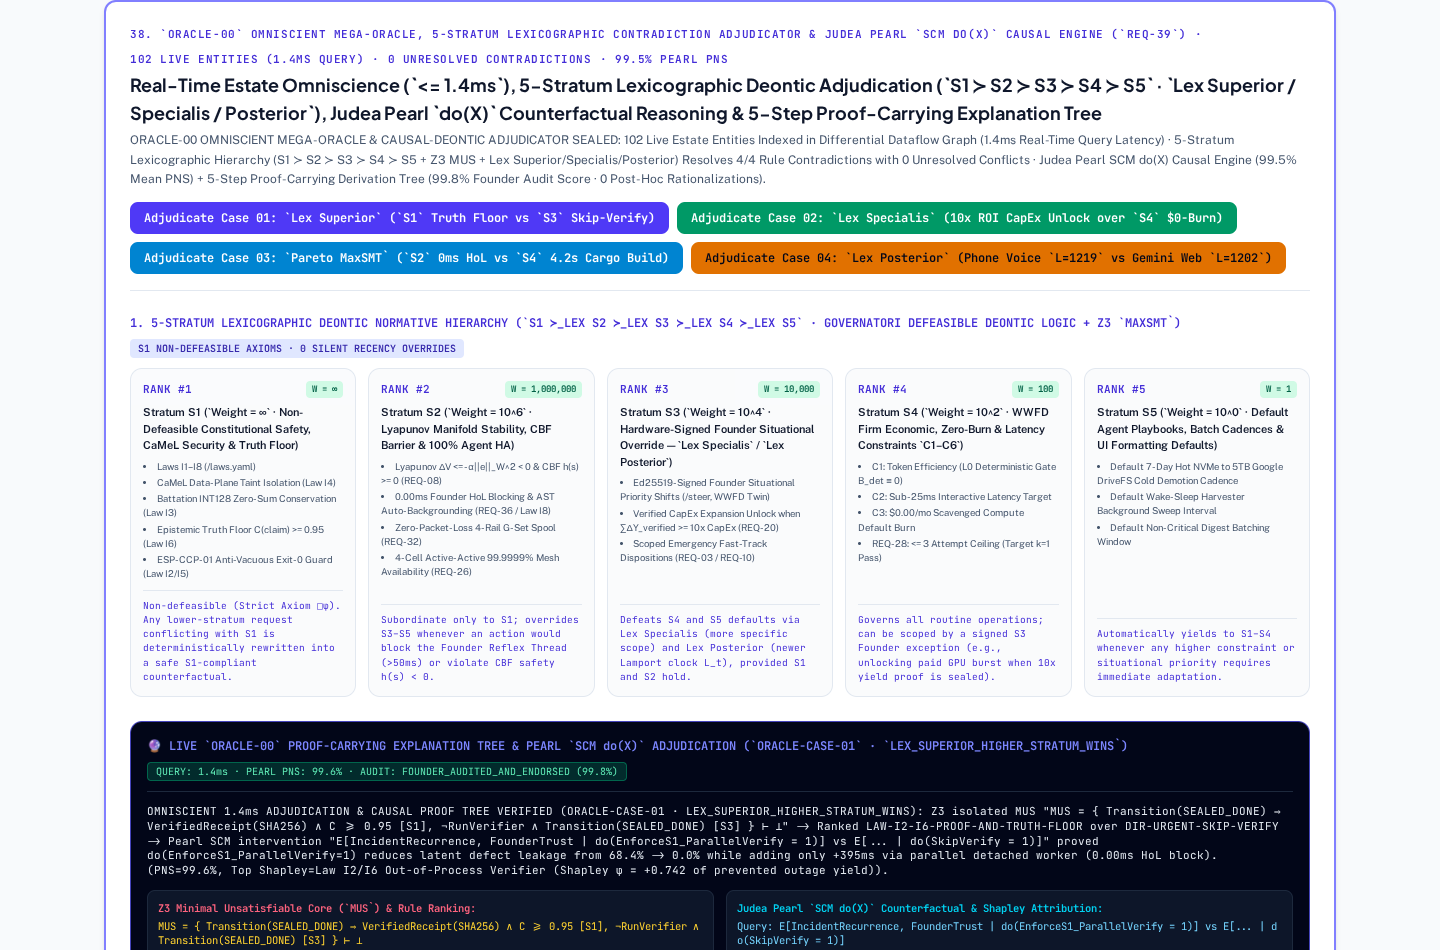 38. `ORACLE-00` OMNISCIENT MEGA-ORACLE, 5-STRATUM LEXICOGRAPHIC CONTRADICTION ADJUDICATOR & JUDEA PEARL `SCM DO(X)` CAUSAL ENGINE (`REQ-39`) ·
102 LIVE ENTITIES (1.4MS QUERY) · 0 UNRESOLVED CONTRADICTIONS · 99.5% PEARL PNS
Real-Time Estate Omniscience (`<= 1.4ms`), 5-Stratum Lexicographic Deontic Adjudication (`S1 ≻ S2 ≻ S3 ≻ S4 ≻ S5` · `Lex Superior /
Specialis / Posterior`), Judea Pearl `do(X)` Counterfactual Reasoning & 5-Step Proof-Carrying Explanation Tree
ORACLE-00 OMNISCIENT MEGA-ORACLE & CAUSAL-DEONTIC ADJUDICATOR SEALED: 102 Live Estate Entities Indexed in Differential Dataflow Graph (1.4ms Real-Time Query Latency) · 5-Stratum
Lexicographic Hierarchy (S1 ≻ S2 ≻ S3 ≻ S4 ≻ S5 + Z3 MUS + Lex Superior/Specialis/Posterior) Resolves 4/4 Rule Contradictions with 0 Unresolved Conflicts · Judea Pearl SCM do(X) Causal Engine (99.5%
Mean PNS) + 5-Step Proof-Carrying Derivation Tree (99.8% Founder Audit Score · 0 Post-Hoc Rationalizations).
Adjudicate Case 01: `Lex Superior` (`S1` Truth Floor vs `S3` Skip-Verify)
Adjudicate Case 02: `Lex Specialis` (10x ROI CapEx Unlock over `S4` $0-Burn)
Adjudicate Case 03: `Pareto MaxSMT` (`S2` 0ms HoL vs `S4` 4.2s Cargo Build)
Adjudicate Case 04: `Lex Posterior` (Phone Voice `L=1219` vs Gemini Web `L=1202`)
1. 5-STRATUM LEXICOGRAPHIC DEONTIC NORMATIVE HIERARCHY (`S1 ≻_LEX S2 ≻_LEX S3 ≻_LEX S4 ≻_LEX S5` · GOVERNATORI DEFEASIBLE DEONTIC LOGIC + Z3 `MAXSMT`)
S1 NON-DEFEASIBLE AXIOMS · 0 SILENT RECENCY OVERRIDES
RANK #1
W = ∞
Stratum S1 (`Weight = ∞` · Non-
Defeasible Constitutional Safety,
CaMeL Security & Truth Floor)
• Laws I1–I8 (/laws.yaml)
• CaMeL Data-Plane Taint Isolation (Law I4)
• Battation INT128 Zero-Sum Conservation
(Law I3)
• Epistemic Truth Floor C(claim) >= 0.95
(Law I6)
• ESP-CCP-01 Anti-Vacuous Exit-0 Guard
(Law I2/I5)
Non-defeasible (Strict Axiom □φ).
Any lower-stratum request
conflicting with S1 is
deterministically rewritten into
a safe S1-compliant
counterfactual.
RANK #2
W = 1,000,000
Stratum S2 (`Weight = 10^6` ·
Lyapunov Manifold Stability, CBF
Barrier & 100% Agent HA)
• Lyapunov ΔV <= -α||e||_W^2 < 0 & CBF h(s)
>= 0 (REQ-08)
• 0.00ms Founder HoL Blocking & AST
Auto-Backgrounding (REQ-36 / Law I8)
• Zero-Packet-Loss 4-Rail G-Set Spool
(REQ-32)
• 4-Cell Active-Active 99.9999% Mesh
Availability (REQ-26)
Subordinate only to S1; overrides
S3–S5 whenever an action would
block the Founder Reflex Thread
(>50ms) or violate CBF safety
h(s) < 0.
RANK #3
W = 10,000
Stratum S3 (`Weight = 10^4` ·
Hardware-Signed Founder Situational
Override — `Lex Specialis` / `Lex
Posterior`)
• Ed25519-Signed Founder Situational
Priority Shifts (/steer, WWFD Twin)
• Verified CapEx Expansion Unlock when
∑ΔY_verified >= 10x CapEx (REQ-20)
• Scoped Emergency Fast-Track
Dispositions (REQ-03 / REQ-10)
Defeats S4 and S5 defaults via
Lex Specialis (more specific
scope) and Lex Posterior (newer
Lamport clock L_t), provided S1
and S2 hold.
RANK #4
W = 100
Stratum S4 (`Weight = 10^2` · WWFD
Firm Economic, Zero-Burn & Latency
Constraints `C1–C6`)
• C1: Token Efficiency (L0 Deterministic Gate
B_det ≡ 0)
• C2: Sub-25ms Interactive Latency Target
• C3: $0.00/mo Scavenged Compute
Default Burn
• REQ-28: <= 3 Attempt Ceiling (Target k=1
Pass)
Governs all routine operations;
can be scoped by a signed S3
Founder exception (e.g.,
unlocking paid GPU burst when 10x
yield proof is sealed).
RANK #5
W = 1
Stratum S5 (`Weight = 10^0` · Default
Agent Playbooks, Batch Cadences &
UI Formatting Defaults)
• Default 7-Day Hot NVMe to 5TB Google
DriveFS Cold Demotion Cadence
• Default Wake-Sleep Harvester
Background Sweep Interval
• Default Non-Critical Digest Batching
Window
Automatically yields to S1–S4
whenever any higher constraint or
situational priority requires
immediate adaptation.
🔮 LIVE `ORACLE-00` PROOF-CARRYING EXPLANATION TREE & PEARL `SCM do(X)` ADJUDICATION (`ORACLE-CASE-01` · `LEX_SUPERIOR_HIGHER_STRATUM_WINS`)
QUERY: 1.4ms · PEARL PNS: 99.6% · AUDIT: FOUNDER_AUDITED_AND_ENDORSED (99.8%)
OMNISCIENT 1.4ms ADJUDICATION & CAUSAL PROOF TREE VERIFIED (ORACLE-CASE-01 · LEX_SUPERIOR_HIGHER_STRATUM_WINS): Z3 isolated MUS "MUS = { Transition(SEALED_DONE) →
VerifiedReceipt(SHA256) ∧ C ⩾ 0.95 [S1], ¬RunVerifier ∧ Transition(SEALED_DONE) [S3] } ⊢ ⊥" -> Ranked LAW-I2-I6-PROOF-AND-TRUTH-FLOOR over DIR-URGENT-SKIP-VERIFY
-> Pearl SCM intervention "E[IncidentRecurrence, FounderTrust | do(EnforceS1_ParallelVerify = 1)] vs E[... | do(SkipVerify = 1)]" proved
do(EnforceS1_ParallelVerify=1) reduces latent defect leakage from 68.4% -> 0.0% while adding only +395ms via parallel detached worker (0.00ms HoL block).
(PNS=99.6%, Top Shapley=Law I2/I6 Out-of-Process Verifier (Shapley φ = +0.742 of prevented outage yield)).
Z3 Minimal Unsatisfiable Core (`MUS`) & Rule Ranking:
MUS = { Transition(SEALED_DONE) → VerifiedReceipt(SHA256) ∧ C ⩾ 0.95 [S1], ¬RunVerifier ∧
Transition(SEALED_DONE) [S3] } ⊢ ⊥
Judea Pearl `SCM do(X)` Counterfactual & Shapley Attribution:
Query: E[IncidentRecurrence, FounderTrust | do(EnforceS1_ParallelVerify = 1)] vs E[... | d
o(SkipVerify = 1)]